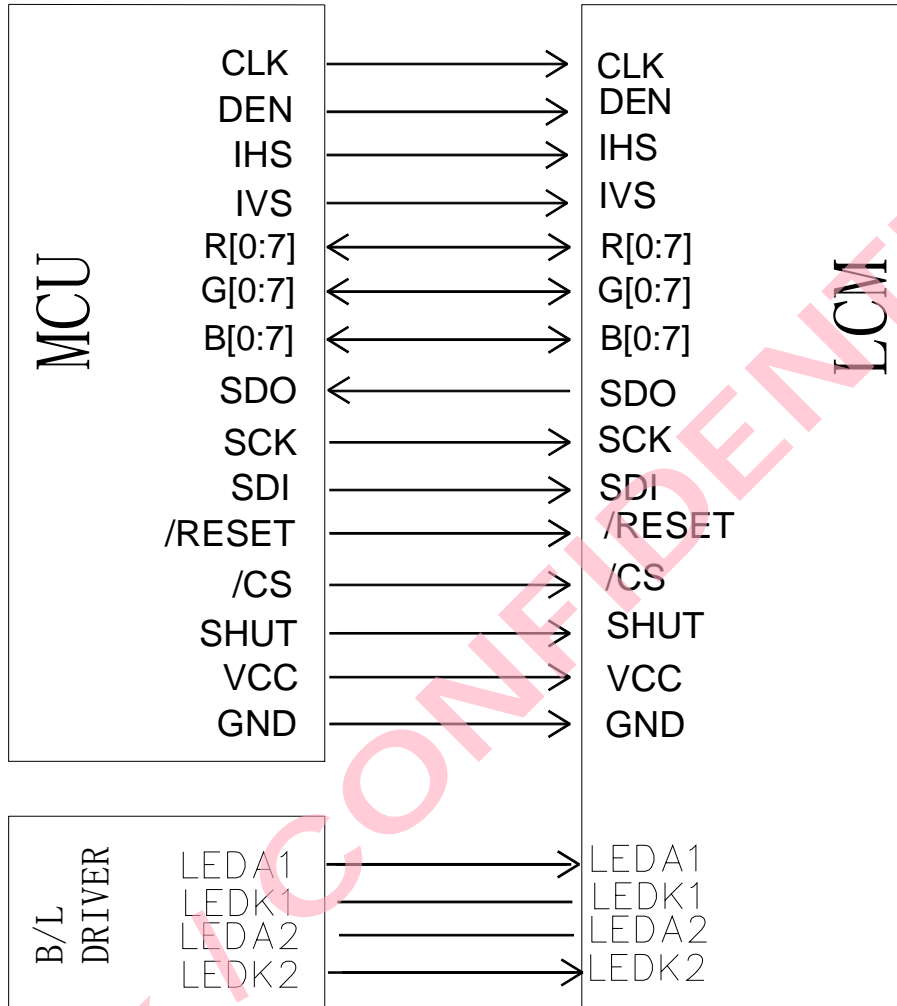 MCU
CLK
DEN
IHS
IVS
R[0:7]
G[0:7]
B[0:7]
SDO
SCK
SDI
/RESET
/CS
SHUT
VCC
GND
LCM
CLK
DEN
IHS
IVS
R[0:7]
G[0:7]
B[0:7]
SDO
SCK
SDI
/RESET
/CS
SHUT
VCC
GND
B/L
DRIVER
LEDA1
LEDK1
LEDA2
LEDK2
LEDA1
LEDK1
LEDA2
LEDK2
/ CONFIDENT